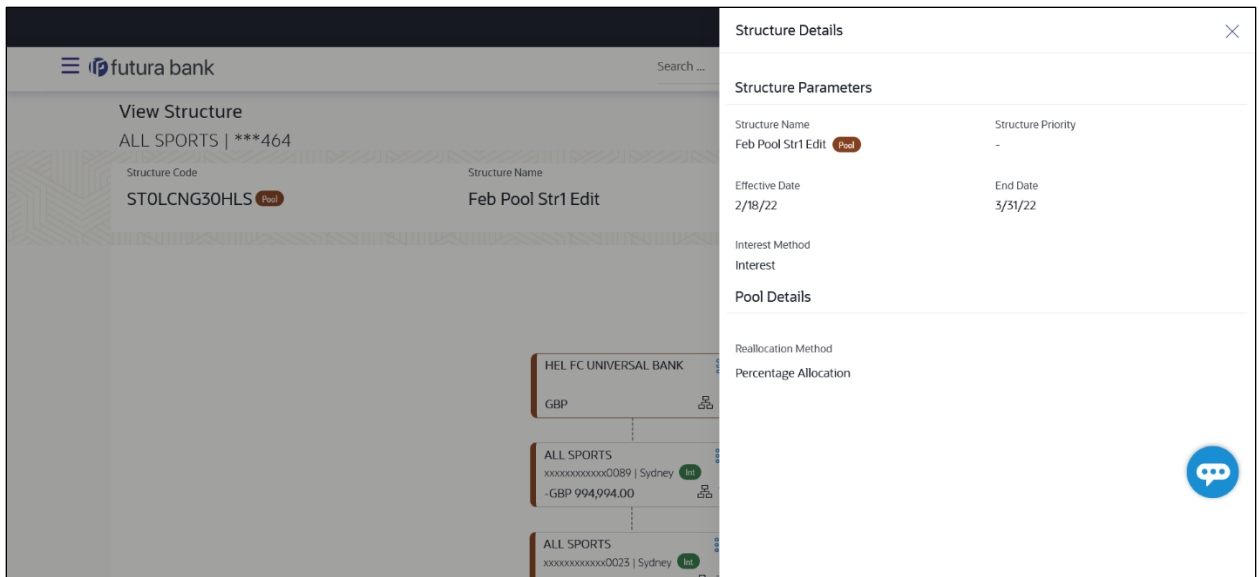 futura bank
Search ...
View Structure
ALL SPORTS | ***464
Structure Code
Structure Name
STOLCNG30HLS Pool
Feb Pool Str1 Edit
HEL FC UNIVERSAL BANK
GBP
ALL SPORTS
xxxxxxxxxxxx0089 | Sydney Int
-GBP 994,994.00
ALL SPORTS
xxxxxxxxxxxx0023 | Sydney Int
Structure Details
Structure Parameters
Structure Name
Structure Priority
Feb Pool Str1 Edit Pool
-
Effective Date
End Date
2/18/22
3/31/22
Interest Method
Interest
Pool Details
Reallocation Method
Percentage Allocation